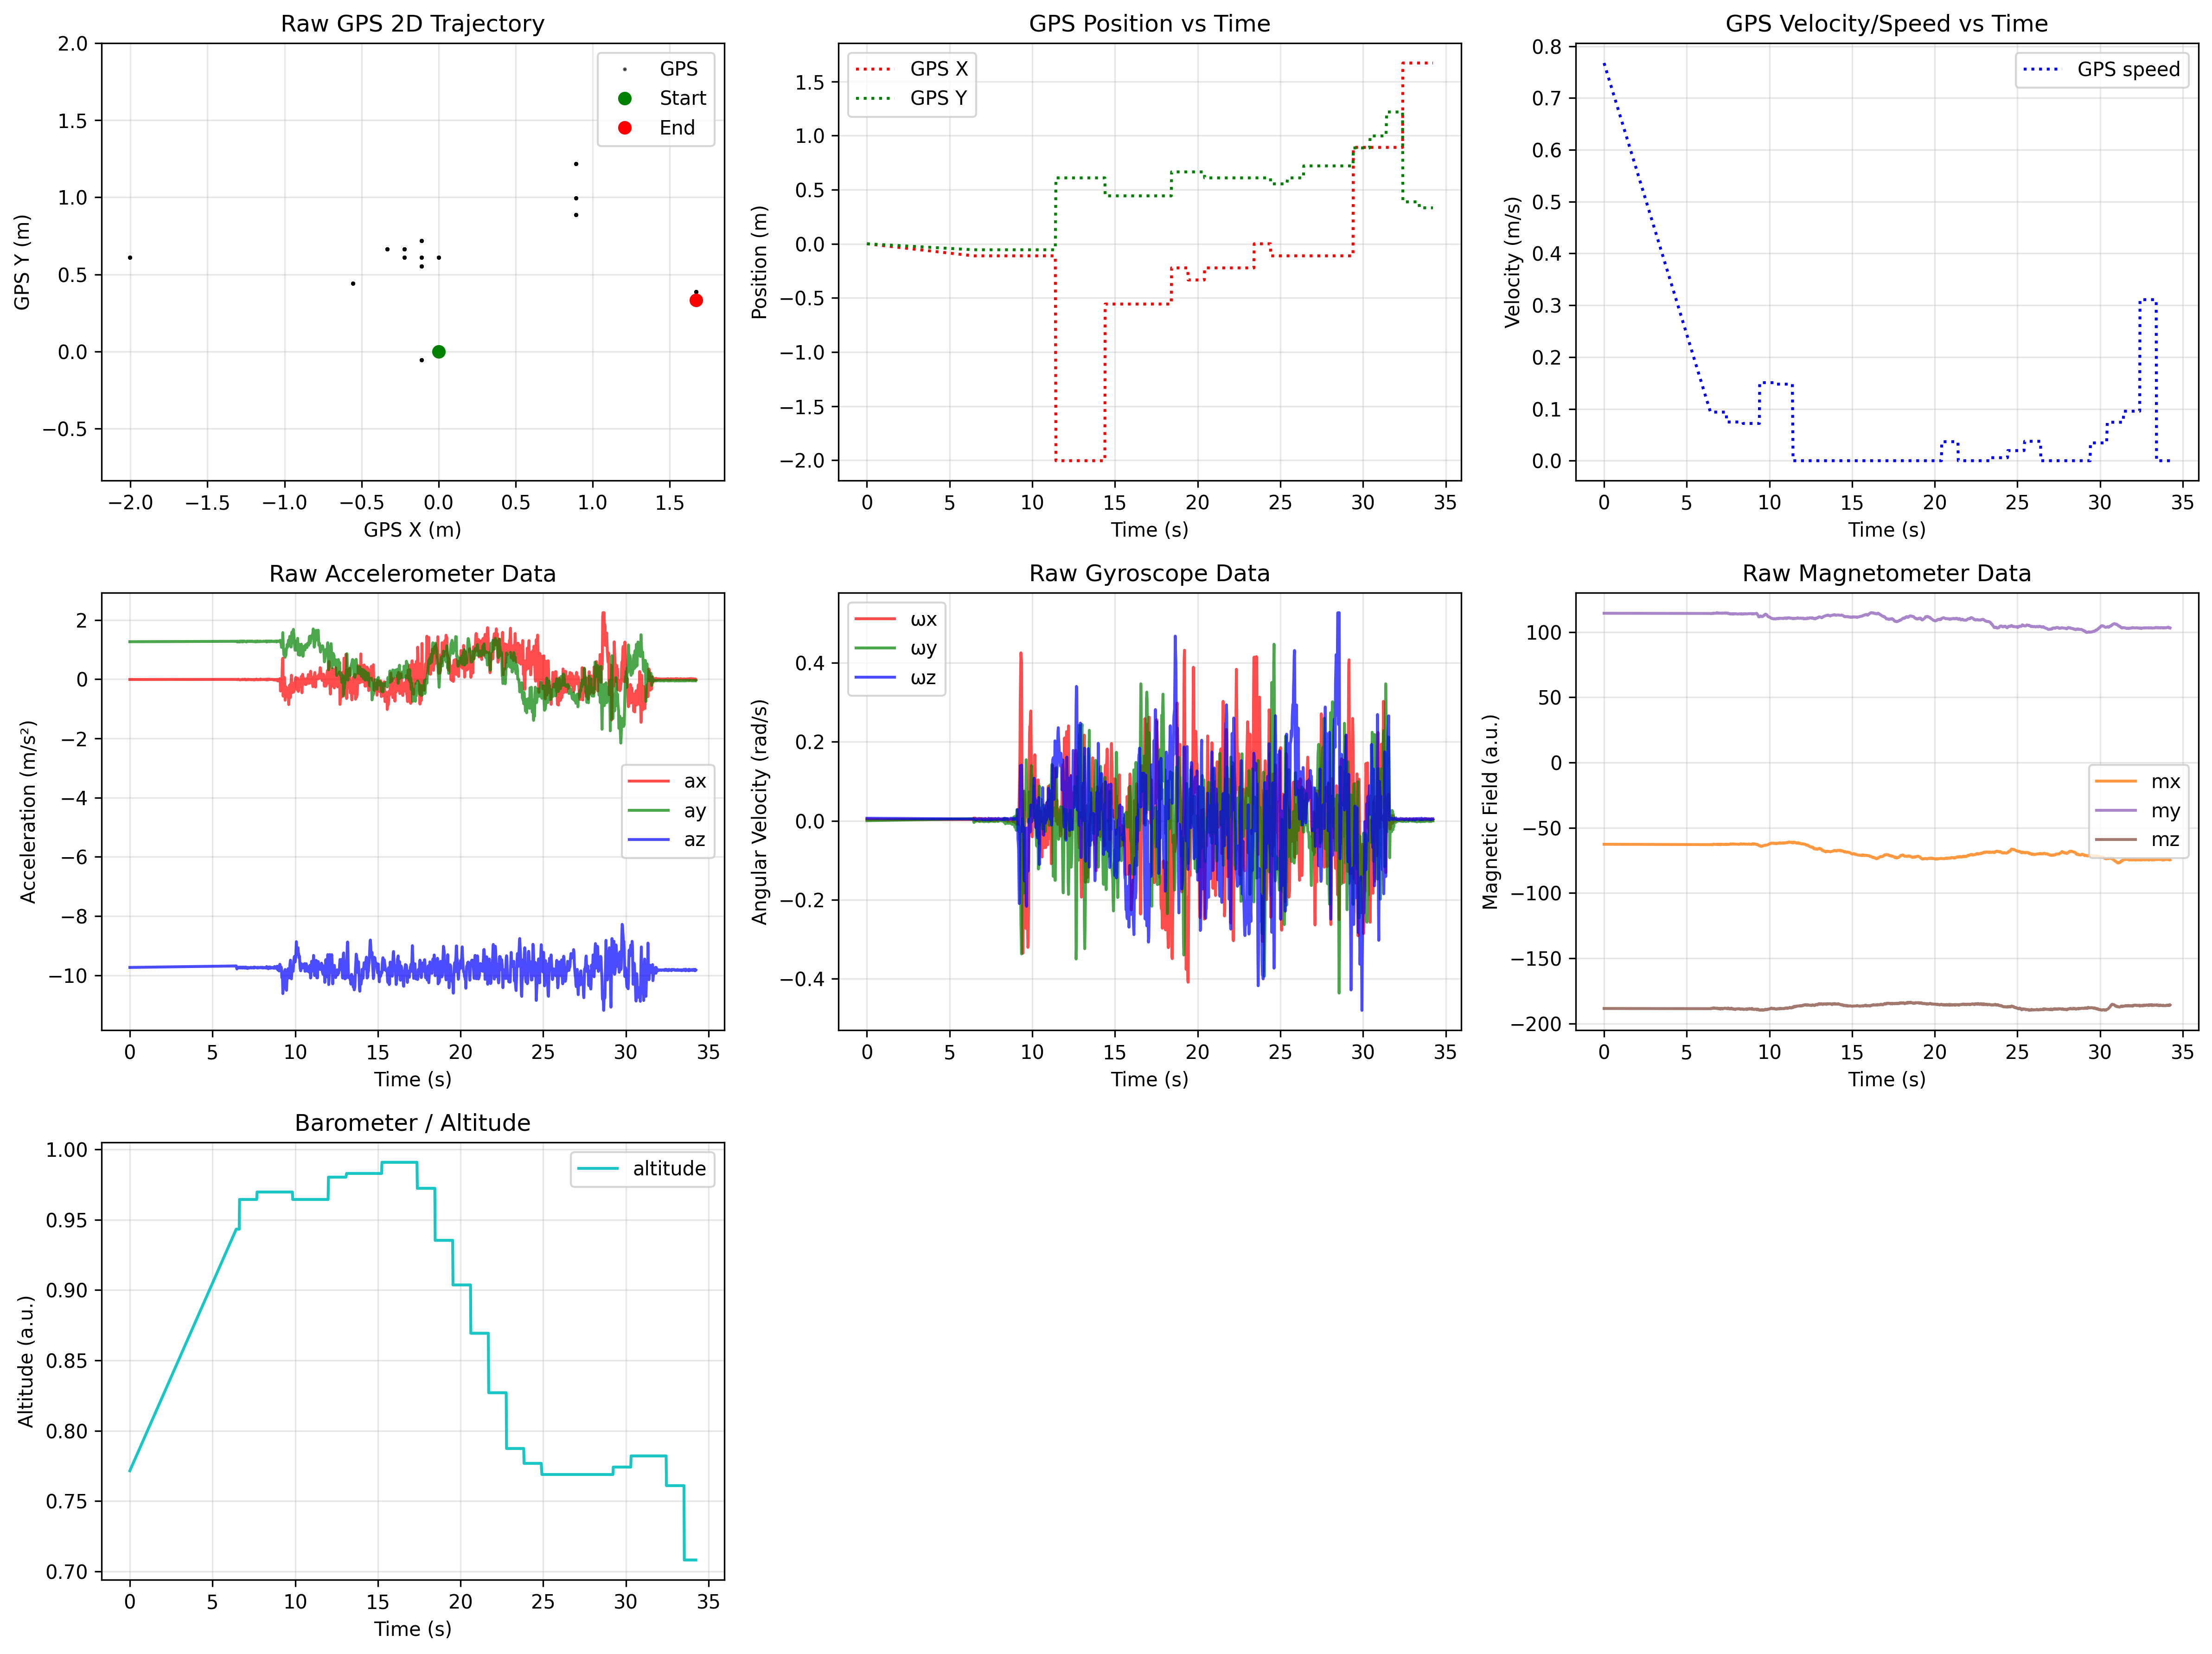 Raw GPS 2D Trajectory
GPS Y (m)
2.0
1.5
1.0
0.5
0.0
−0.5
−2.0 −1.5 −1.0 −0.5 0.0 0.5 1.0 1.5
GPS X (m)
GPS
Start
End
GPS Position vs Time
Position (m)
1.5
1.0
0.5
0.0
−0.5
−1.0
−1.5
−2.0
0 5 10 15 20 25 30 35
Time (s)
GPS X
GPS Y
GPS Velocity/Speed vs Time
Velocity (m/s)
0.8
0.7
0.6
0.5
0.4
0.3
0.2
0.1
0.0
0 5 10 15 20 25 30 35
Time (s)
GPS speed
Raw Accelerometer Data
Acceleration (m/s²)
2
0
−2
−4
−6
−8
−10
0 5 10 15 20 25 30 35
Time (s)
ax
ay
az
Raw Gyroscope Data
Angular Velocity (rad/s)
0.4
0.2
0.0
−0.2
−0.4
0 5 10 15 20 25 30 35
Time (s)
ωx
ωy
ωz
Raw Magnetometer Data
Magnetic Field (a.u.)
100
50
0
−50
−100
−150
−200
0 5 10 15 20 25 30 35
Time (s)
mx
my
mz
Barometer / Altitude
Altitude (a.u.)
1.00
0.95
0.90
0.85
0.80
0.75
0.70
0 5 10 15 20 25 30 35
Time (s)
altitude